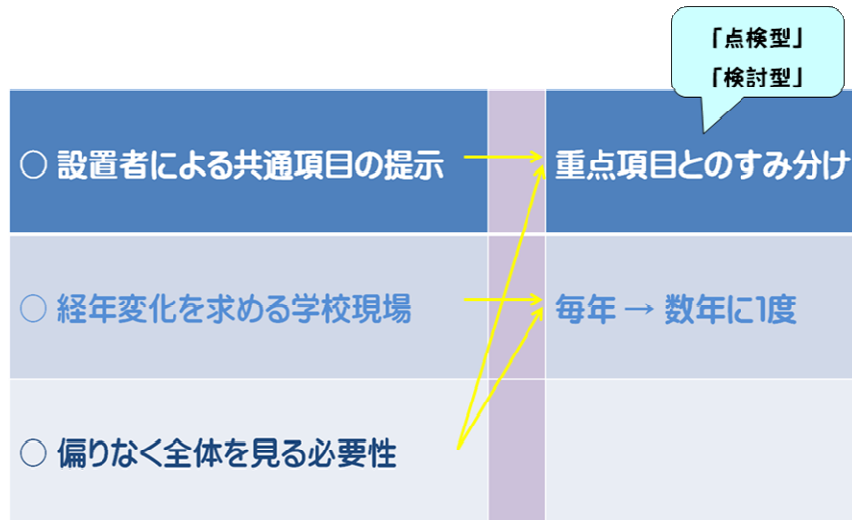 「点検型」
「検討型」
○ 設置者による共通項目の提示
重点項目とのすみ分け
○ 経年変化を求める学校現場
毎年 → 数年に1度
○ 偏りなく全体を見る必要性